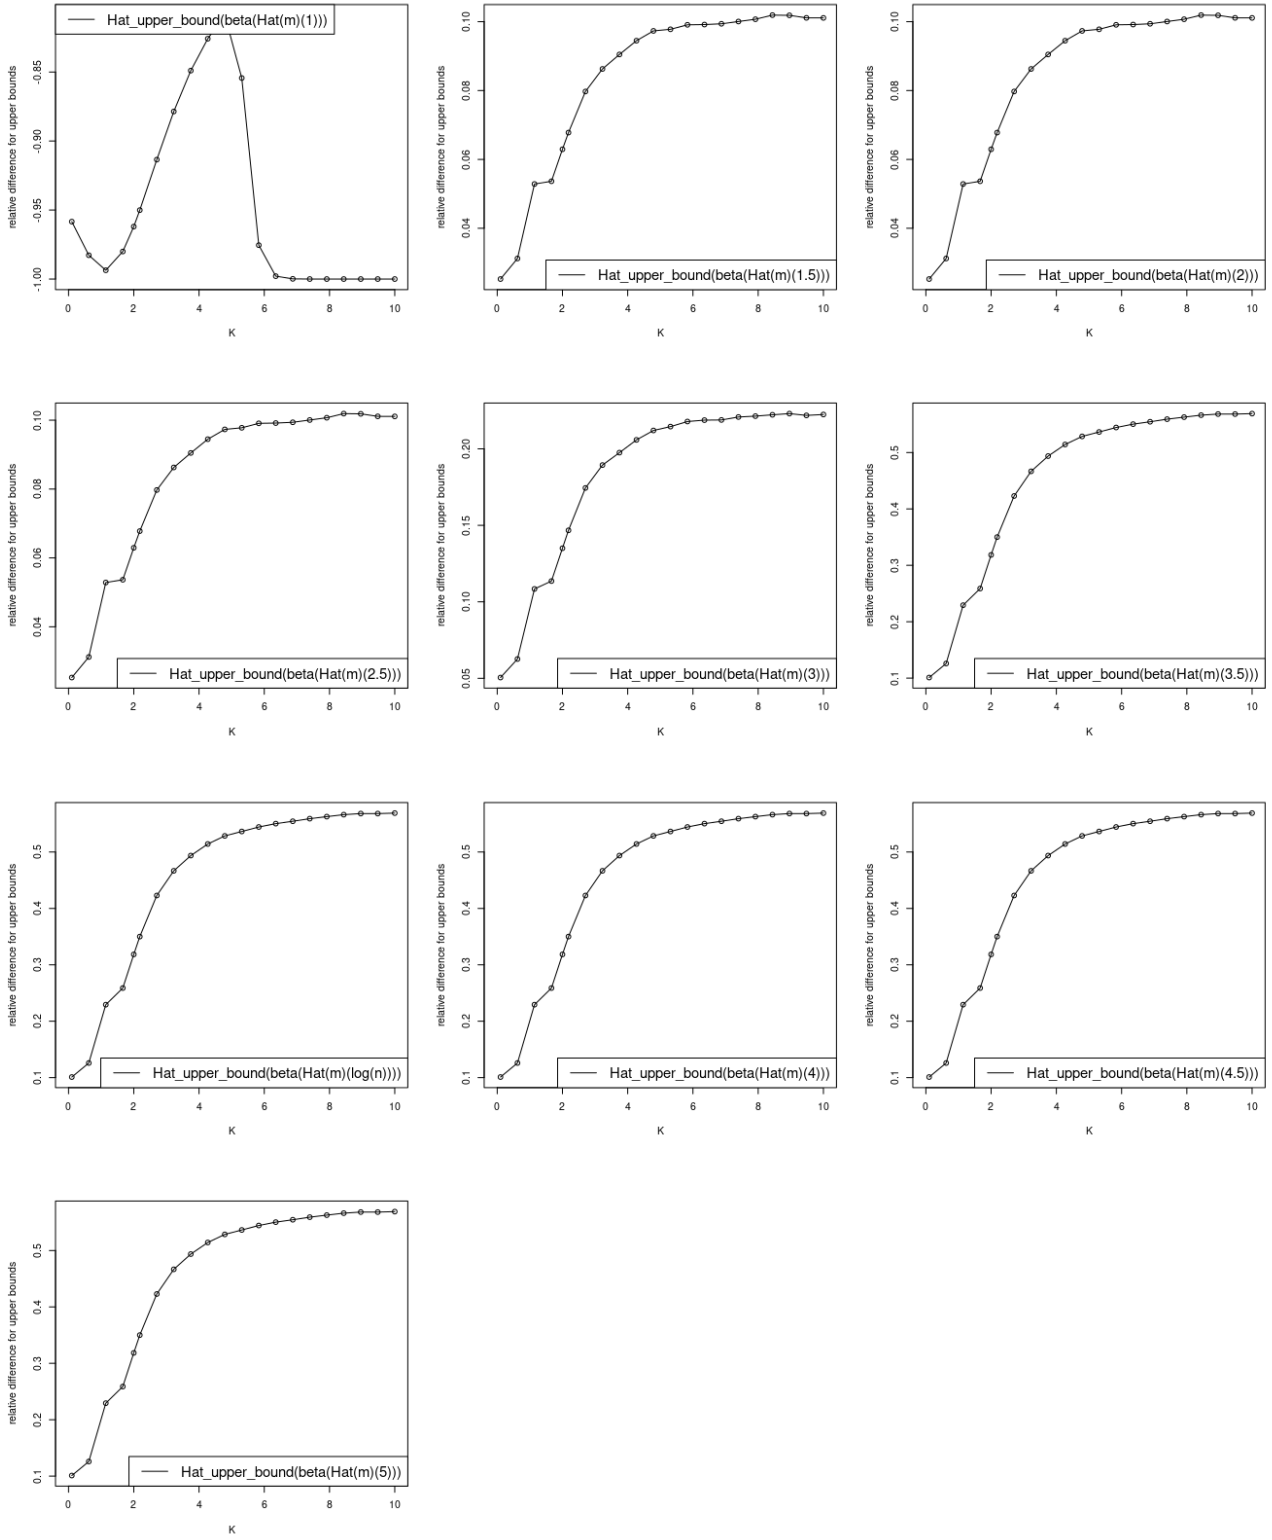 Hat_upper_bound(beta(Hat(m)(1)))
relative difference for upper bounds
-1.00 -0.95 -0.90 -0.85
0 2 4 6 8 10
K
Hat_upper_bound(beta(Hat(m)(1.5)))
relative difference for upper bounds
0.04 0.06 0.08 0.10
0 2 4 6 8 10
K
Hat_upper_bound(beta(Hat(m)(2)))
relative difference for upper bounds
0.04 0.06 0.08 0.10
0 2 4 6 8 10
K
Hat_upper_bound(beta(Hat(m)(2.5)))
relative difference for upper bounds
0.04 0.06 0.08 0.10
0 2 4 6 8 10
K
Hat_upper_bound(beta(Hat(m)(3)))
relative difference for upper bounds
0.05 0.10 0.15 0.20
0 2 4 6 8 10
K
Hat_upper_bound(beta(Hat(m)(3.5)))
relative difference for upper bounds
0.1 0.2 0.3 0.4 0.5
0 2 4 6 8 10
K
Hat_upper_bound(beta(Hat(m)(log(n))))
relative difference for upper bounds
0.1 0.2 0.3 0.4 0.5
0 2 4 6 8 10
K
Hat_upper_bound(beta(Hat(m)(4)))
relative difference for upper bounds
0.1 0.2 0.3 0.4 0.5
0 2 4 6 8 10
K
Hat_upper_bound(beta(Hat(m)(4.5)))
relative difference for upper bounds
0.1 0.2 0.3 0.4 0.5
0 2 4 6 8 10
K
Hat_upper_bound(beta(Hat(m)(5)))
relative difference for upper bounds
0.1 0.2 0.3 0.4 0.5
0 2 4 6 8 10
K